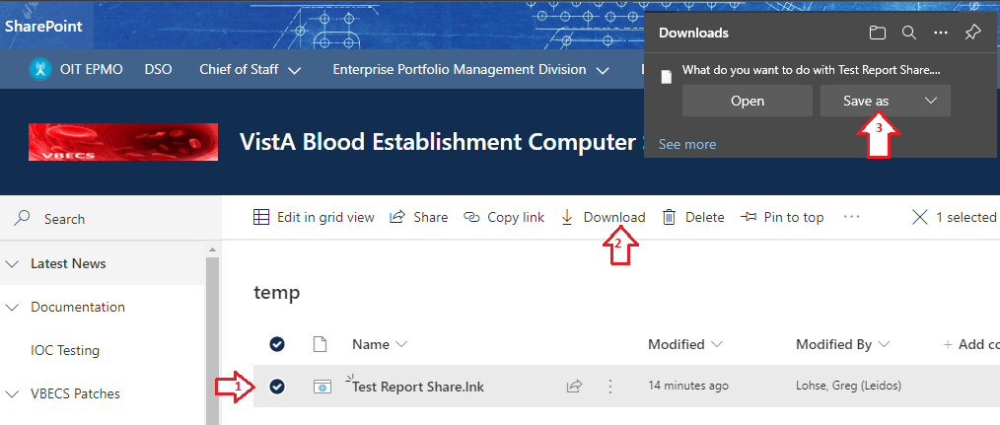 SharePoint
Downloads
What do you want to do with Test Report Share....
Open
Save as
3
See more
OIT EPMO DSO Chief of Staff Enterprise Portfolio Management Division
VBECS
VistA Blood Establishment Computer
Search
Edit in grid view Share Copy link Download Delete Pin to top ... 1 selected
2
Latest News
Documentation
IOC Testing
VBECS Patches
temp
Name Modified Modified By + Add co
1 Test Report Share.lnk 14 minutes ago Lohse, Greg (Leidos)